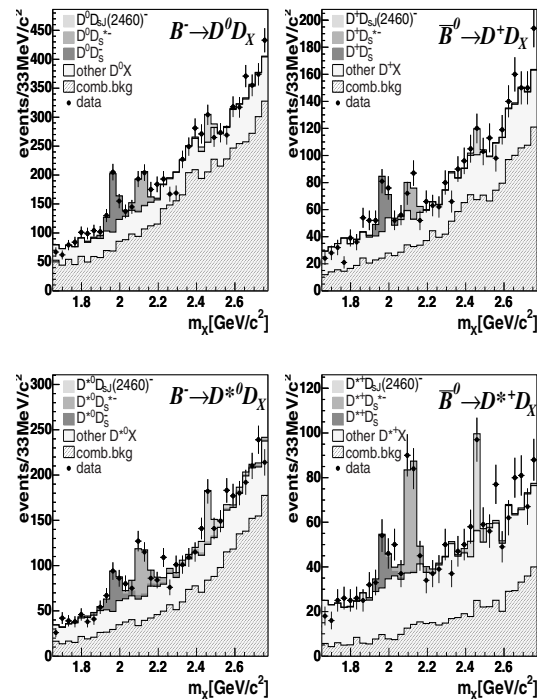 events/33MeV/c²
450
400
350
300
250
200
150
100
50
0
D⁰D_SJ(2460)⁻
D⁰D_S*⁻
D⁰D_S⁻
other D⁰X
comb.bkg
data
B⁻→D⁰D_X
1.8 2 2.2 2.4 2.6
m_X[GeV/c²]
events/33MeV/c²
200
180
160
140
120
100
80
60
40
20
0
D⁺D_SJ(2460)⁻
D⁺D_S*⁻
D⁺D_S⁻
other D⁺X
comb.bkg
data
B̅⁰→D⁺D_X
1.8 2 2.2 2.4 2.6
m_X[GeV/c²]
events/33MeV/c²
300
250
200
150
100
50
0
D*⁰D_SJ(2460)⁻
D*⁰D_S*⁻
D*⁰D_S⁻
other D*⁰X
comb.bkg
data
B⁻→D*⁰D_X
1.8 2 2.2 2.4 2.6
m_X[GeV/c²]
events/33MeV/c²
120
100
80
60
40
20
0
D*⁺D_SJ(2460)⁻
D*⁺D_S*⁻
D*⁺D_S⁻
other D*⁺X
comb.bkg
data
B̅⁰→D*⁺D_X
1.8 2 2.2 2.4 2.6
m_X[GeV/c²]